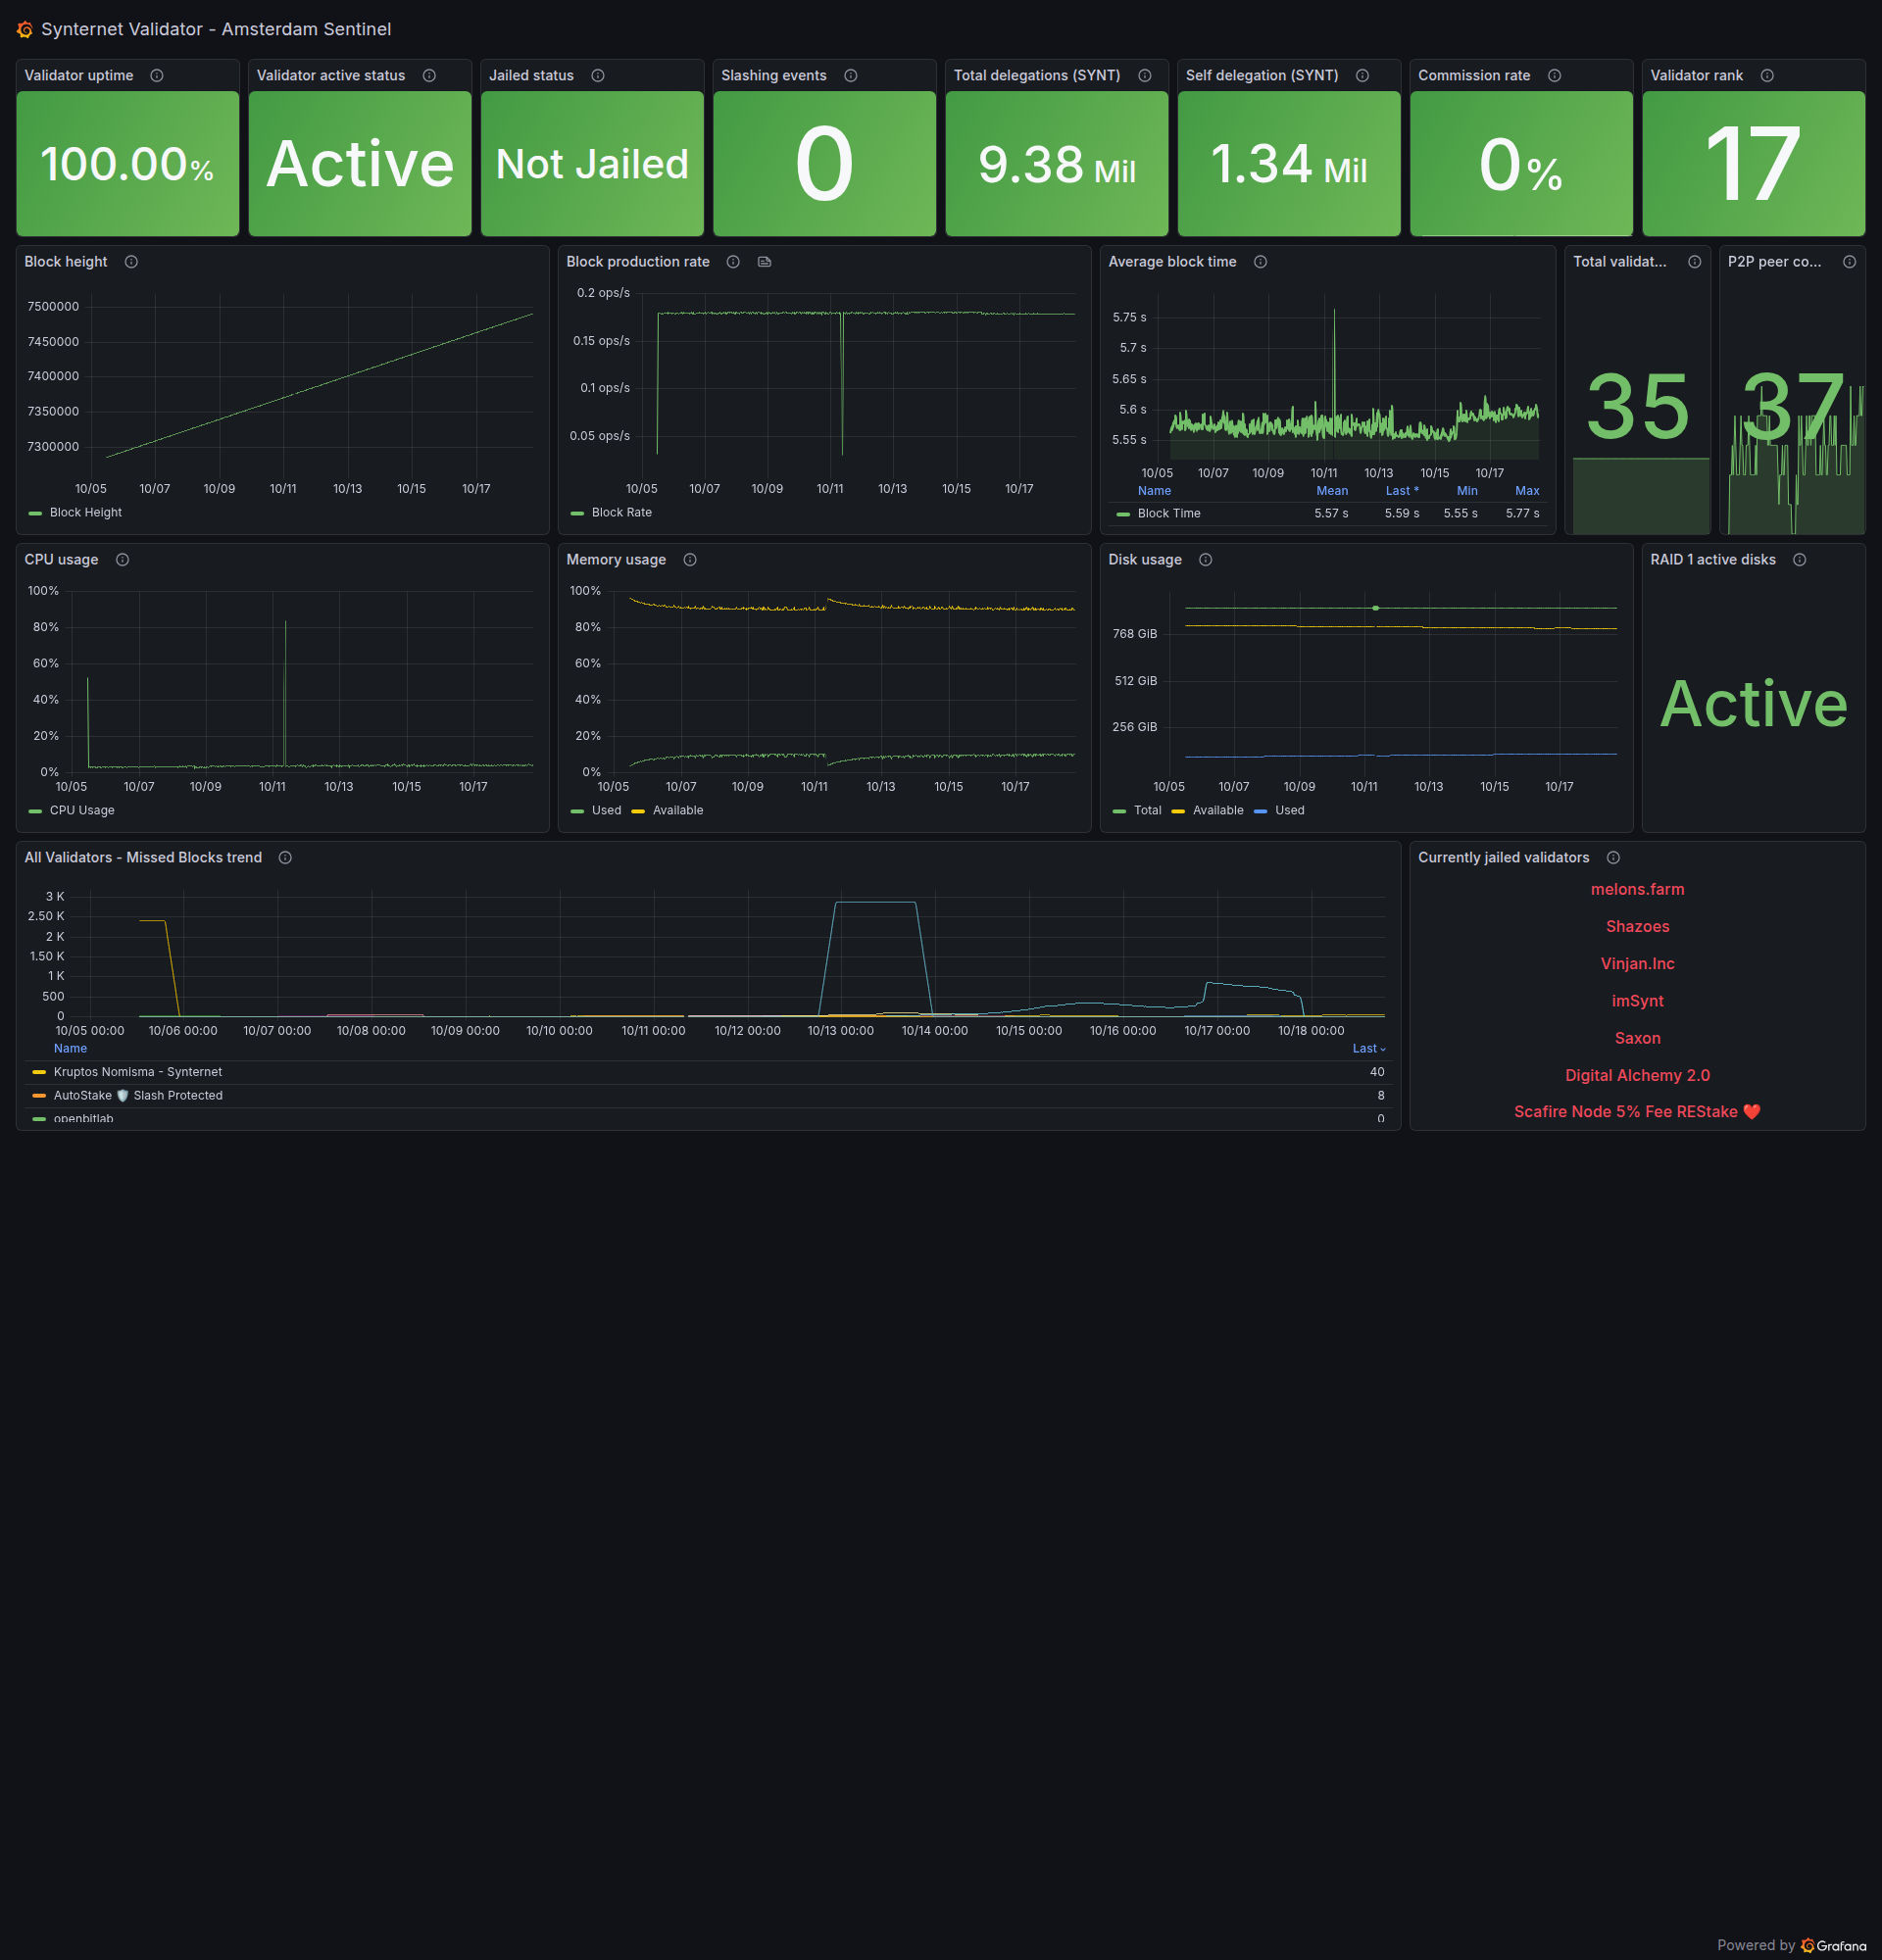 Synternet Validator - Amsterdam Sentinel
Validator uptime
100.00%
Validator active status
Active
Jailed status
Not Jailed
Slashing events
0
Total delegations (SYNT)
9.38 Mil
Self delegation (SYNT)
1.34 Mil
Commission rate
0%
Validator rank
17
Block height
7500000
7450000
7400000
7350000
7300000
10/05 10/07 10/09 10/11 10/13 10/15 10/17
Block Height
Block production rate
0.2 ops/s
0.15 ops/s
0.1 ops/s
0.05 ops/s
10/05 10/07 10/09 10/11 10/13 10/15 10/17
Block Rate
Average block time
5.75 s
5.7 s
5.65 s
5.6 s
5.55 s
10/05 10/07 10/09 10/11 10/13 10/15 10/17
Name Mean Last * Min Max
Block Time 5.57 s 5.59 s 5.55 s 5.77 s
Total validat...
35
P2P peer co...
37
CPU usage
100%
80%
60%
40%
20%
0%
10/05 10/07 10/09 10/11 10/13 10/15 10/17
CPU Usage
Memory usage
100%
80%
60%
40%
20%
0%
10/05 10/07 10/09 10/11 10/13 10/15 10/17
Used Available
Disk usage
768 GiB
512 GiB
256 GiB
10/05 10/07 10/09 10/11 10/13 10/15 10/17
Total Available Used
RAID 1 active disks
Active
All Validators - Missed Blocks trend
3 K
2.50 K
2 K
1.50 K
1 K
500
0
10/05 00:00 10/06 00:00 10/07 00:00 10/08 00:00 10/09 00:00 10/10 00:00 10/11 00:00 10/12 00:00 10/13 00:00 10/14 00:00 10/15 00:00 10/16 00:00 10/17 00:00 10/18 00:00
Name Last
Kruptos Nomisma - Synternet 40
AutoStake 🛡️ Slash Protected 8
openbitlab 0
Currently jailed validators
melons.farm
Shazoes
Vinjan.Inc
imSynt
Saxon
Digital Alchemy 2.0
Scafire Node 5% Fee REStake ❤️
Powered by Grafana